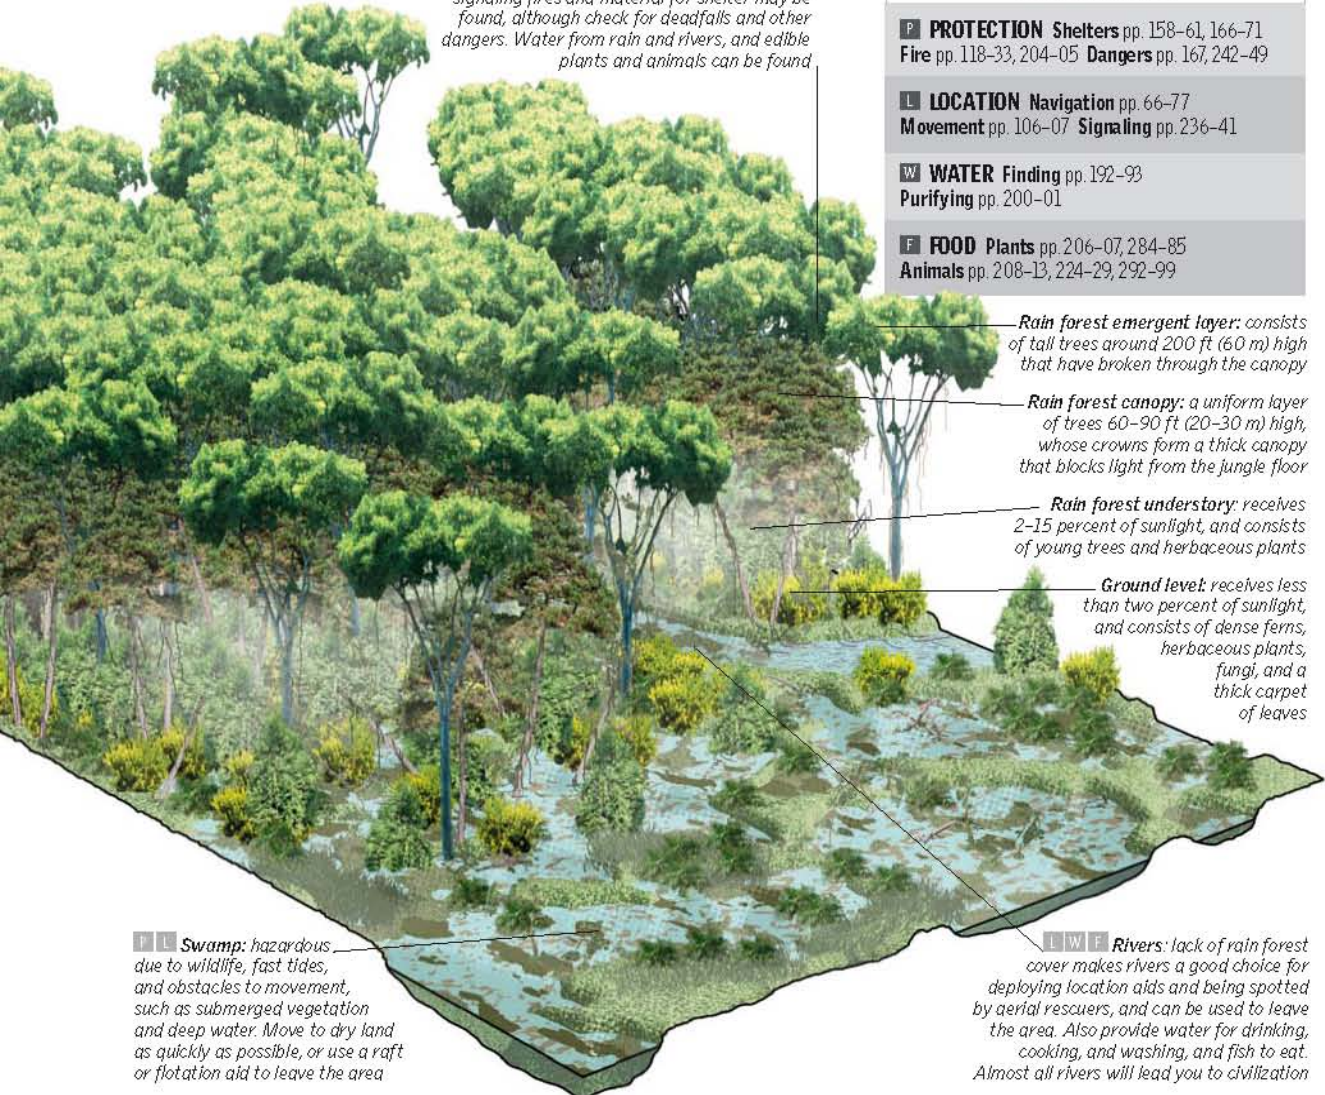 signaling fires and material for shelter may be
found, although check for deadfalls and other
dangers. Water from rain and rivers, and edible
plants and animals can be found
P PROTECTION Shelters pp. 158–61, 166–71
Fire pp. 118–33, 204–05 Dangers pp. 167, 242–49
L LOCATION Navigation pp. 66–77
Movement pp. 106–07 Signaling pp. 236–41
W WATER Finding pp. 192–93
Purifying pp. 200–01
F FOOD Plants pp. 206–07, 284–85
Animals pp. 208–13, 224–29, 292–99
Rain forest emergent layer: consists
of tall trees around 200 ft (60 m) high
that have broken through the canopy
Rain forest canopy: a uniform layer
of trees 60–90 ft (20–30 m) high,
whose crowns form a thick canopy
that blocks light from the jungle floor
Rain forest understory: receives
2–15 percent of sunlight, and consists
of young trees and herbaceous plants
Ground level: receives less
than two percent of sunlight,
and consists of dense ferns,
herbaceous plants,
fungi, and a
thick carpet
of leaves
P L Swamp: hazardous
due to wildlife, fast tides,
and obstacles to movement,
such as submerged vegetation
and deep water. Move to dry land
as quickly as possible, or use a raft
or flotation aid to leave the area
L W F Rivers: lack of rain forest
cover makes rivers a good choice for
deploying location aids and being spotted
by aerial rescuers, and can be used to leave
the area. Also provide water for drinking,
cooking, and washing, and fish to eat.
Almost all rivers will lead you to civilization